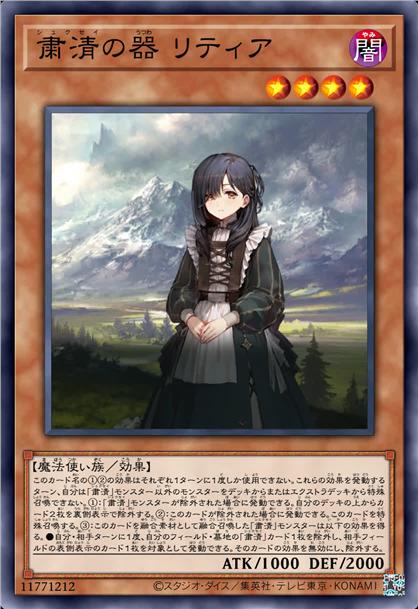 粛清の器 リティア
闇
【魔法使い族/効果】
このカード名の①②の効果はそれぞれ1ターンに1度しか使用できない。これらの効果を発動する
ターン、自分は「粛清」モンスター以外のモンスターをデッキからまたはエクストラデッキから特殊
召喚できない。①:「粛清」モンスターが除外された場合に発動できる。自分のデッキの上から
カード2枚を裏側表示で除外する。②:このカードが除外された場合に発動できる。このカードを特
殊召喚する。③:このカードを融合素材として融合召喚した「粛清」モンスターは以下の効果を得
る。●自分・相手ターンに1度、自分のフィールド・墓地の「粛清」カード1枚を除外し、相手フィー
ルドの表側表示のカード1枚を対象として発動できる。そのカードの効果を無効にし、除外する。
ATK/1000 DEF/2000
11771212
©スタジオ・ダイス/集英社・テレビ東京・KONAMI